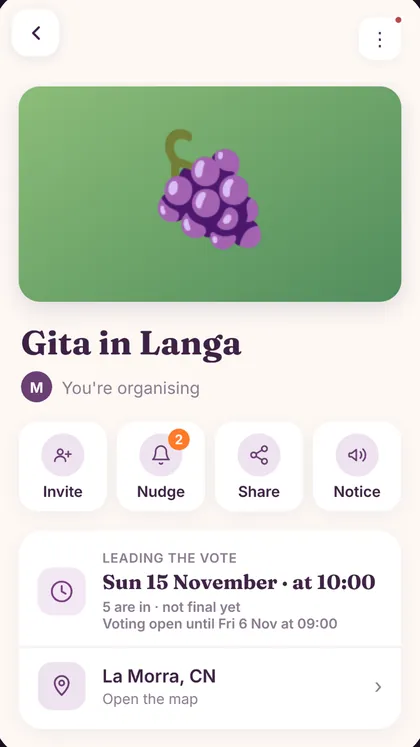 Gita in Langa
M You're organising
2
Invite
Nudge
Share
Notice
LEADING THE VOTE
Sun 15 November · at 10:00
5 are in · not final yet
Voting open until Fri 6 Nov at 09:00
La Morra, CN
Open the map